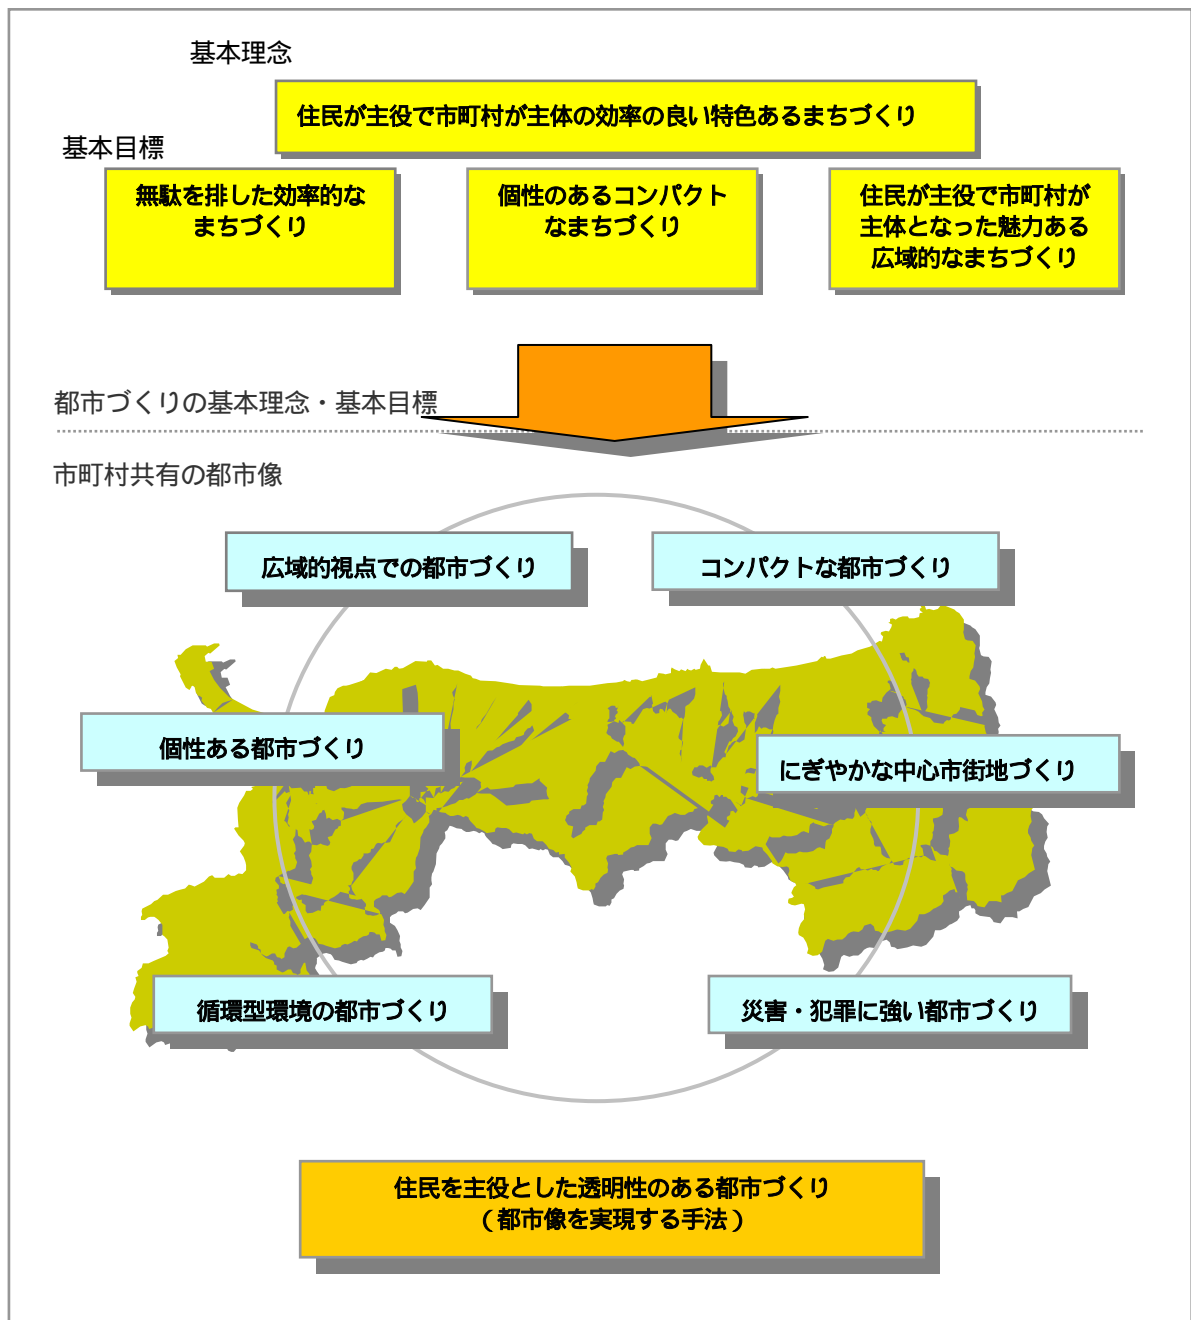 基本理念
住民が主役で市町村が主体の効率の良い特色あるまちづくり
基本目標
無駄を排した効率的な
まちづくり
個性のあるコンパクト
なまちづくり
住民が主役で市町村が
主体となった魅力ある
広域的なまちづくり
都市づくりの基本理念・基本目標
市町村共有の都市像
広域的視点での都市づくり
コンパクトな都市づくり
個性ある都市づくり
にぎやかな中心市街地づくり
循環型環境の都市づくり
災害・犯罪に強い都市づくり
住民を主役とした透明性のある都市づくり
（都市像を実現する手法）